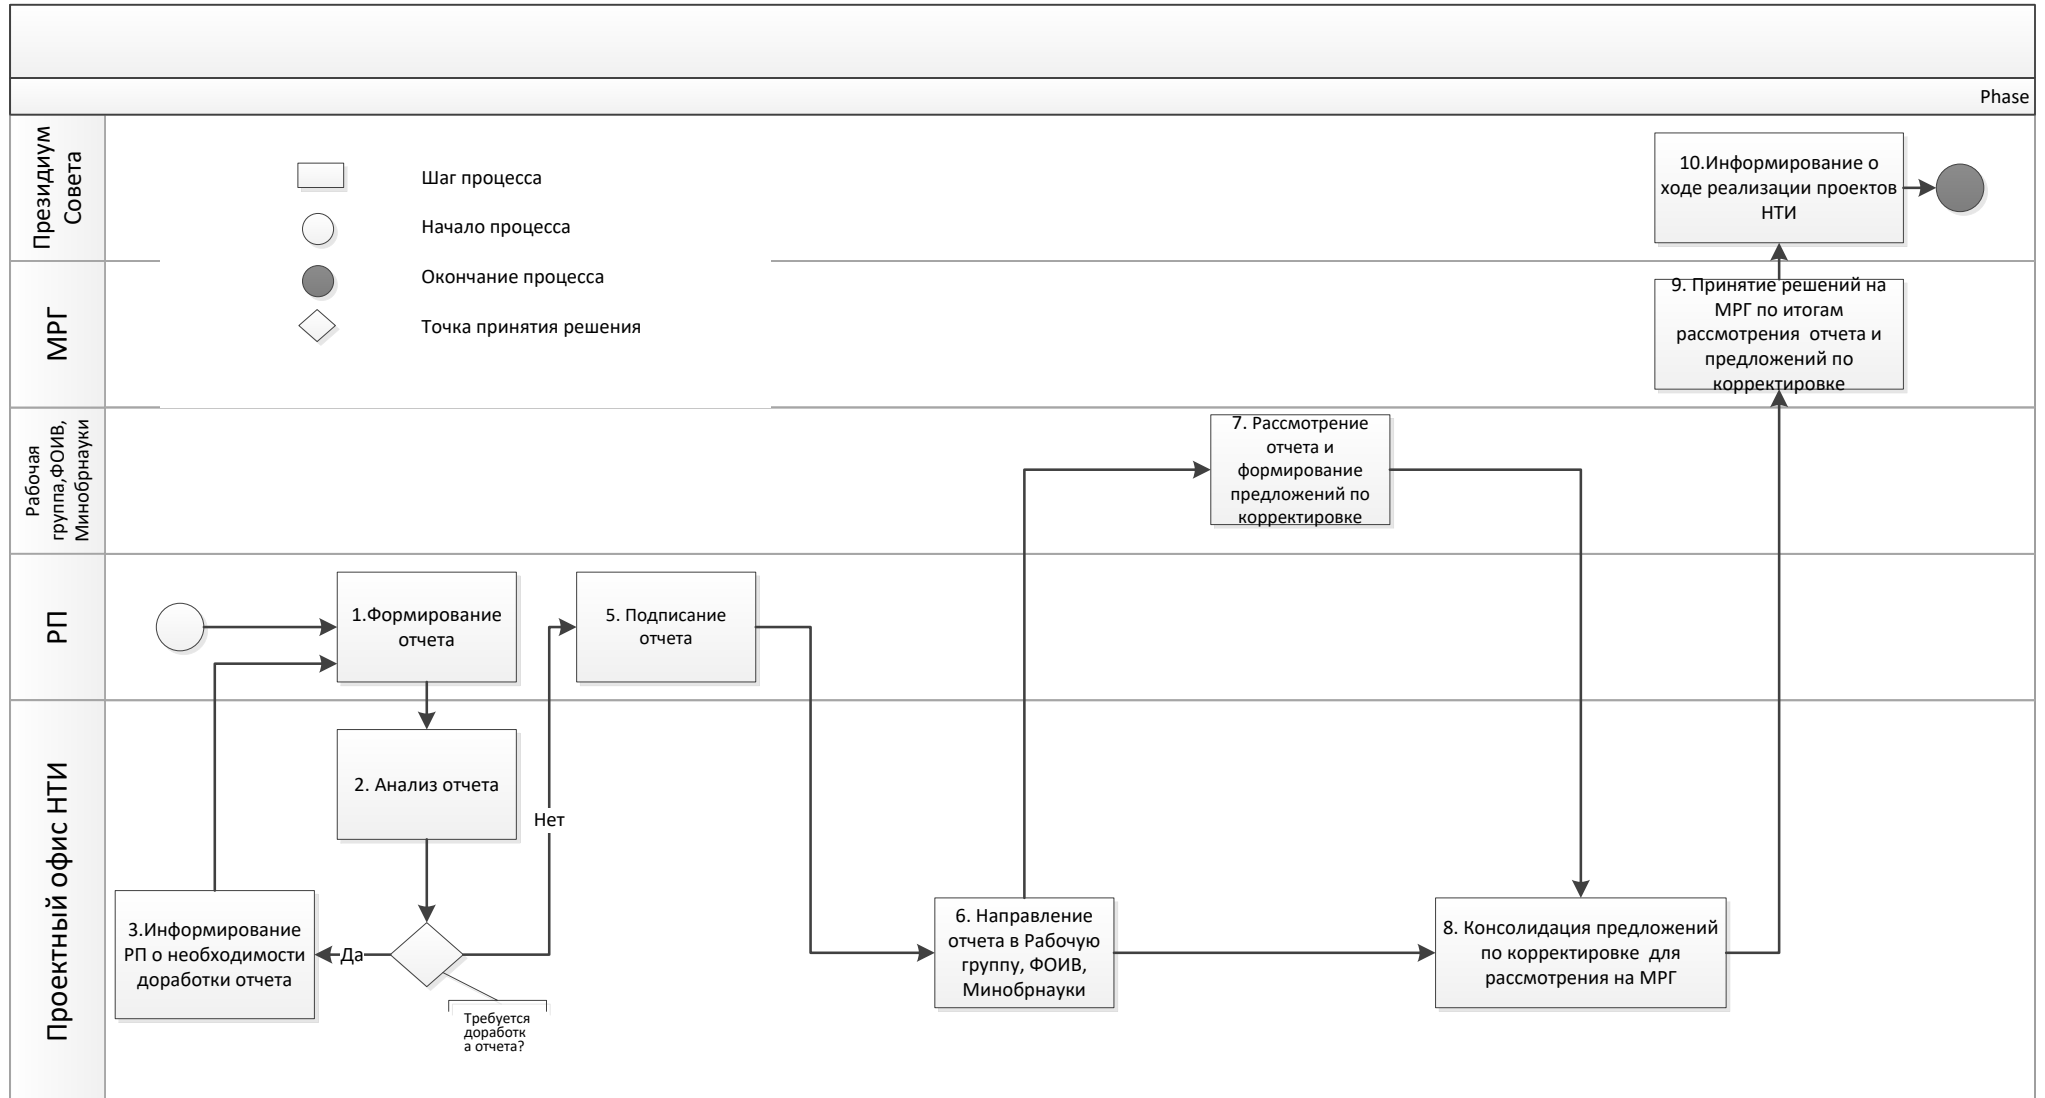 Phase
Президиум
Совета
Шаг процесса
Начало процесса
Окончание процесса
Точка принятия решения
10.Информирование о
ходе реализации проектов
НТИ
МРГ
9. Принятие решений на
МРГ по итогам
рассмотрения  отчета и
предложений по
корректировке
Рабочая
группа,ФОИВ,
Минобрнауки
7. Рассмотрение
отчета и
формирование
предложений по
корректировке
РП
1.Формирование
отчета
5. Подписание
отчета
Проектный офис НТИ
2. Анализ отчета
Нет
3.Информирование
РП о необходимости
доработки отчета
Да
Требуется
доработк
а отчета?
6. Направление
отчета в Рабочую
группу, ФОИВ,
Минобрнауки
8. Консолидация предложений
по корректировке  для
рассмотрения на МРГ